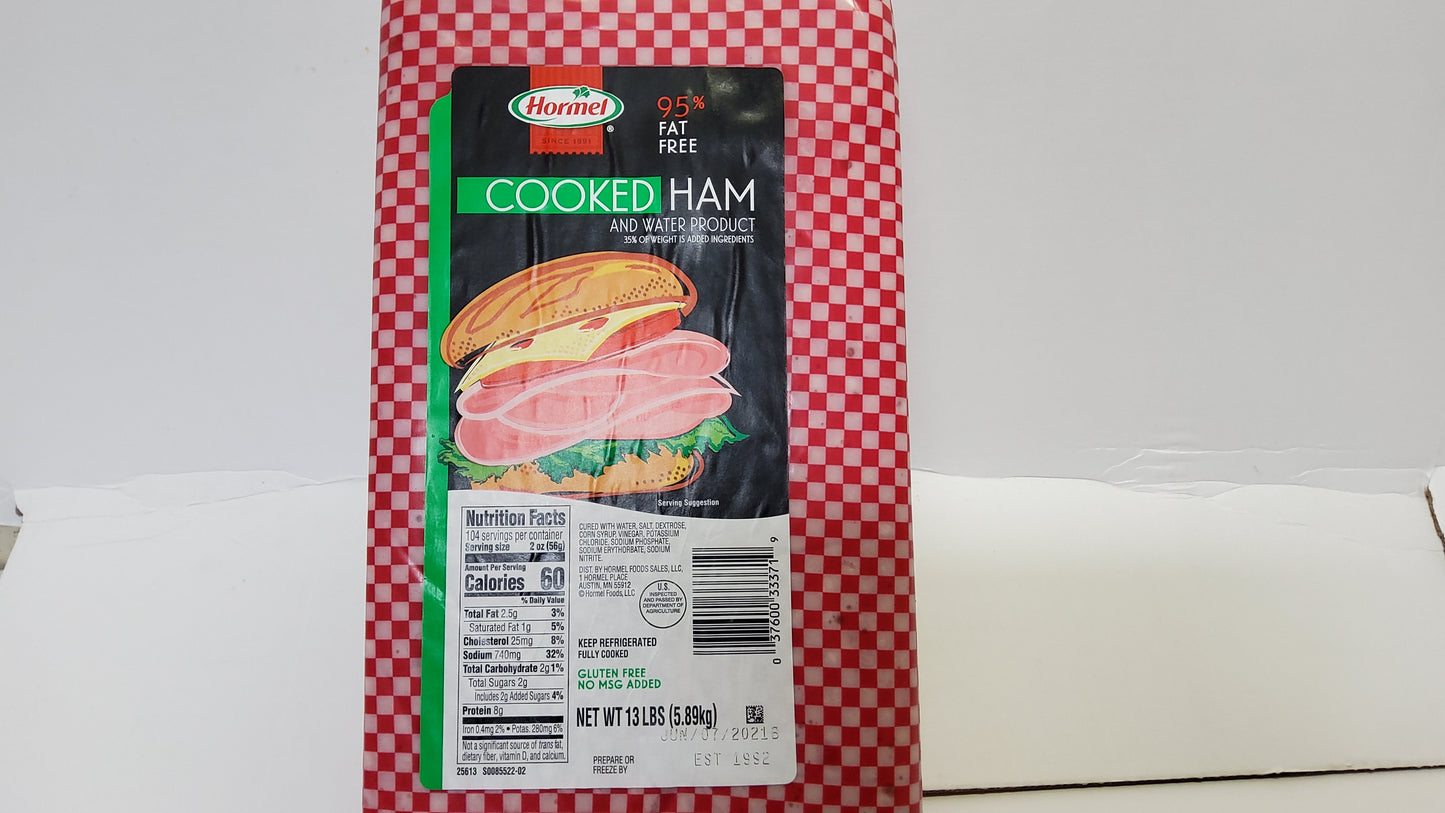 Hormel
®
SINCE 1891
95%
FAT
FREE
COOKED HAM
AND WATER PRODUCT
35% OF WEIGHT IS ADDED INGREDIENTS
Serving Suggestion
Nutrition Facts
104 servings per container
Serving size 2 oz (56g)
Amount Per Serving
Calories 60
% Daily Value
Total Fat 2.5g 3%
Saturated Fat 1g 5%
Cholesterol 25mg 8%
Sodium 740mg 32%
Total Carbohydrate 2g 1%
Total Sugars 2g
Includes 2g Added Sugars 4%
Protein 8g
Iron 0.4mg 2% • Potas. 280mg 6%
Not a significant source of trans fat,
dietary fiber, vitamin D, and calcium.
25613 S0085522-02
CURED WITH WATER, SALT, DEXTROSE,
CORN SYRUP, VINEGAR, POTASSIUM
CHLORIDE, SODIUM PHOSPHATE,
SODIUM ERYTHORBATE, SODIUM
NITRITE.
DIST. BY HORMEL FOODS SALES, LLC,
1 HORMEL PLACE
AUSTIN, MN 55912
© Hormel Foods, LLC
U.S.
INSPECTED
AND PASSED BY
DEPARTMENT OF
AGRICULTURE
0 37600 33371 9
KEEP REFRIGERATED
FULLY COOKED
GLUTEN FREE
NO MSG ADDED
NET WT 13 LBS (5.89kg)
JUN/07/2021
PREPARE OR
FREEZE BY
EST 1992